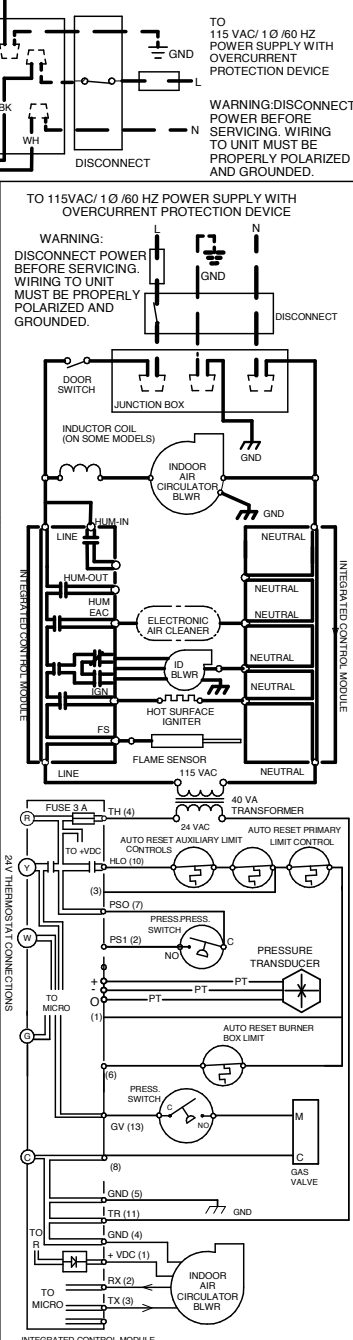 TO
115 VAC/ 1Ø /60 HZ
POWER SUPPLY WITH
OVERCURRENT
PROTECTION DEVICE
GND
L
WARNING:DISCONNECT
POWER BEFORE
SERVICING. WIRING
TO UNIT MUST BE
PROPERLY POLARIZED
AND GROUNDED.
BK
N
WH
DISCONNECT
TO 115VAC/ 1Ø /60 HZ POWER SUPPLY WITH
OVERCURRENT PROTECTION DEVICE
WARNING:
DISCONNECT POWER
BEFORE SERVICING.
WIRING TO UNIT
MUST BE PROPERLY
POLARIZED AND
GROUNDED.
L
N
GND
DISCONNECT
DOOR
SWITCH
JUNCTION BOX
GND
INDUCTOR COIL
(ON SOME MODELS)
INDOOR
AIR
CIRCULATOR
BLWR
GND
HUM-IN
LINE
NEUTRAL
HUM-OUT
NEUTRAL
HUM
EAC
ELECTRONIC
AIR CLEANER
NEUTRAL
INTEGRATED CONTROL MODULE
INTEGRATED CONTROL MODULE
ID
BLWR
NEUTRAL
IGN
NEUTRAL
HOT SURFACE
IGNITER
FS
FLAME SENSOR
LINE
115 VAC
NEUTRAL
40 VA
TRANSFORMER
24 VAC
FUSE 3 A
TH (4)
R
TO +VDC
AUTO RESET AUXILIARY LIMIT
CONTROLS
AUTO RESET PRIMARY
LIMIT CONTROL
HLO (10)
Y
(3)
PSO (7)
24V THERMOSTAT CONNECTIONS
W
PRESS.PRESS.
SWITCH
C
PS1 (2)
NO
PRESSURE
TRANSDUCER
+
PT
-
PT
O
PT
TO
MICRO
(1)
G
AUTO RESET BURNER
BOX LIMIT
(6)
PRESS.
SWITCH
C
NO
M
GV (13)
C
(8)
C
GAS
VALVE
GND (5)
GND
TR (11)
TO
R
GND (4)
+ VDC (1)
RX (2)
TO
MICRO
TX (3)
INDOOR
AIR
CIRCULATOR
BLWR
INTEGRATED CONTROL MODULE